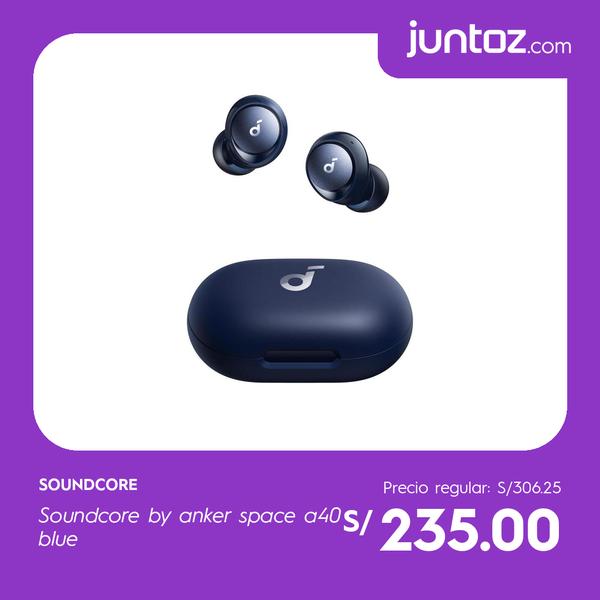 juntoz.com
SOUNDCORE
Soundcore by anker space a40
blue
Precio regular: S/306.25
S/ 235.00